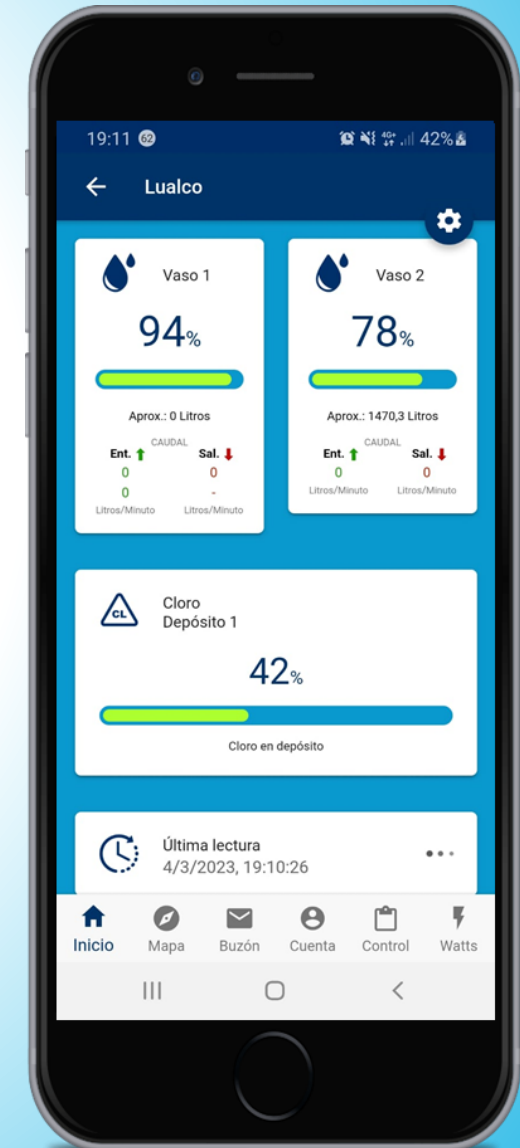 19:11 62 4G+ 42%
Lualco
Vaso 1
94%
Aprox.: 0 Litros
CAUDAL
Ent. Sal.
0 0
0 -
Litros/Minuto Litros/Minuto
Vaso 2
78%
Aprox.: 1470,3 Litros
CAUDAL
Ent. Sal.
0 0
Litros/Minuto Litros/Minuto
CL
Cloro
Depósito 1
42%
Cloro en depósito
Última lectura
4/3/2023, 19:10:26
Inicio Mapa Buzón Cuenta Control Watts